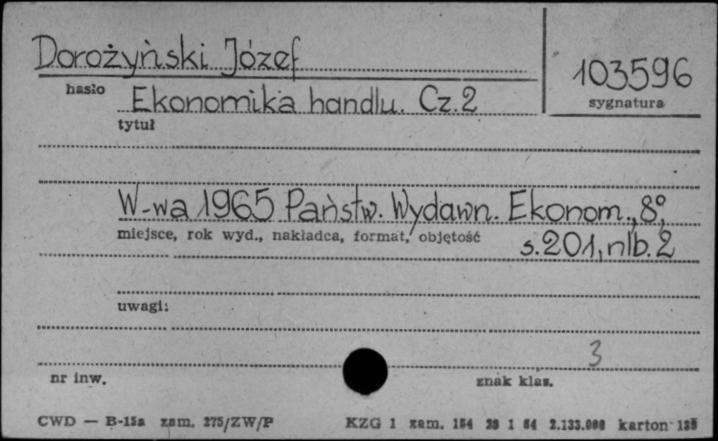 Dorożyński Józef
103596
hasło
sygnatura
Ekonomika handlu. Cz. 2
tytuł
W-wa 1965 Państw. Wydawn. Ekonom., 8°,
miejsce, rok wyd., nakładca, format, objętość
s. 201, nlb. 2
uwagi:
3
nr inw.
znak klas.
CWD — B-15a zam. 275/ZW/P KZG 1 zam. 154 28 1 64 2.133.000 karton